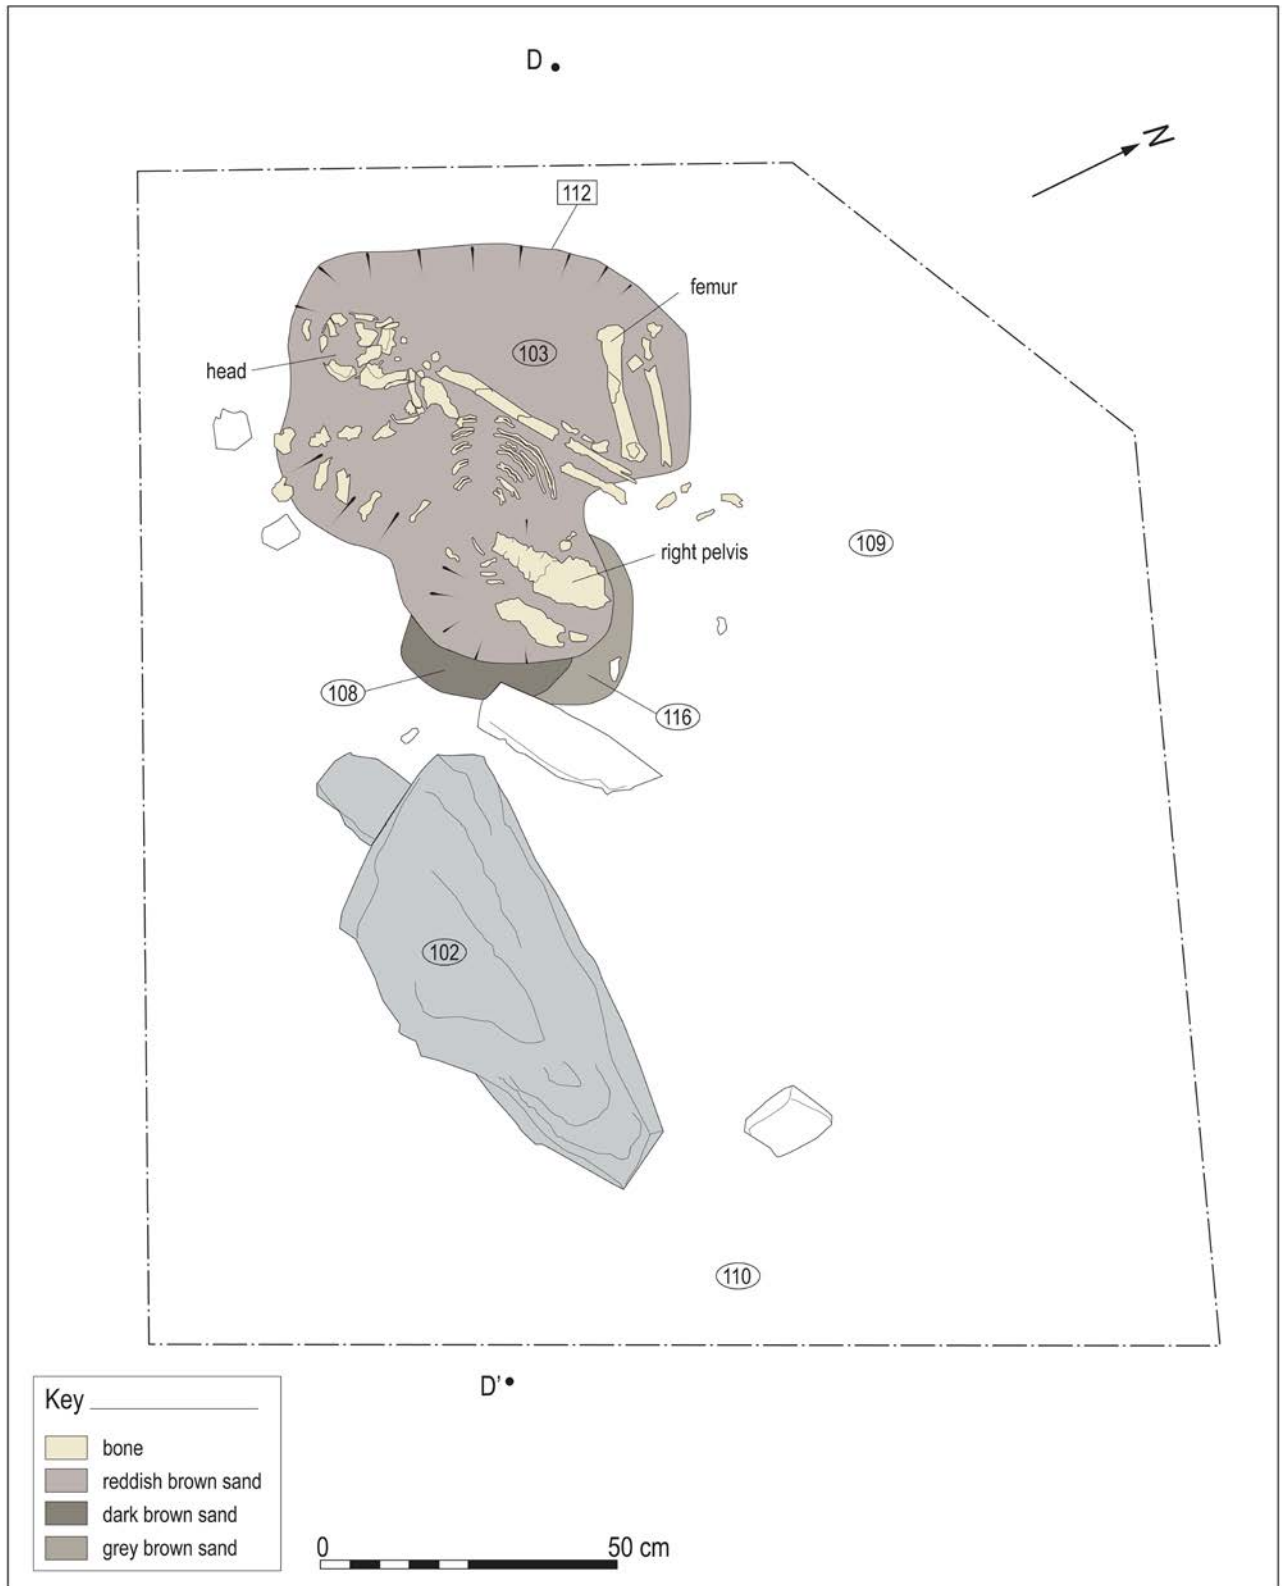 D
N
112
femur
103
head
109
right pelvis
108
116
102
110
D'
Key
bone
reddish brown sand
dark brown sand
grey brown sand
0 50 cm